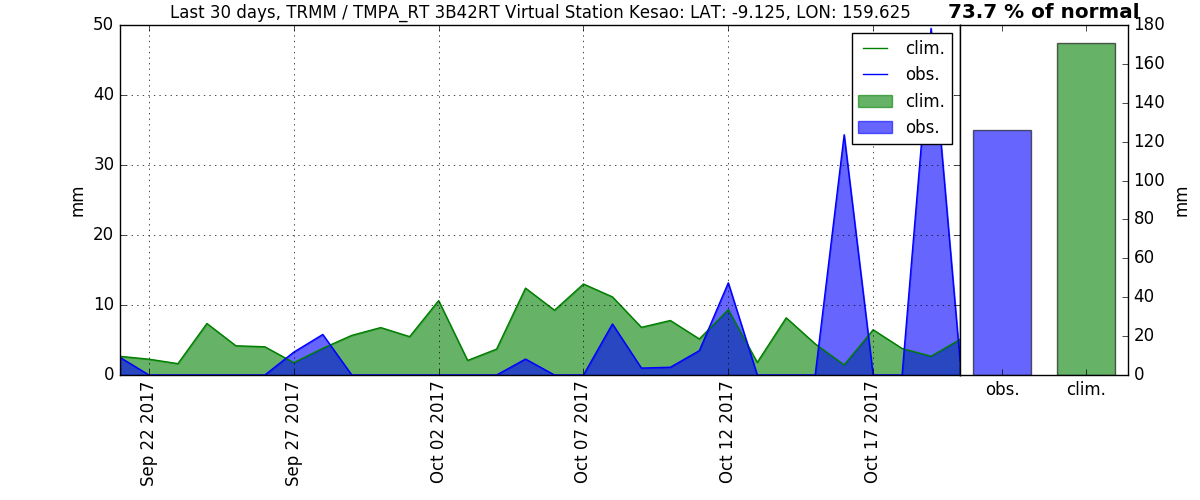 Last 30 days, TRMM / TMPA_RT 3B42RT Virtual Station Kesao: LAT: -9.125, LON: 159.625
73.7 % of normal
50
40
30
20
10
0
mm
clim.
obs.
clim.
obs.
180
160
140
120
100
80
60
40
20
0
mm
Sep 22 2017
Sep 27 2017
Oct 02 2017
Oct 07 2017
Oct 12 2017
Oct 17 2017
obs.
clim.